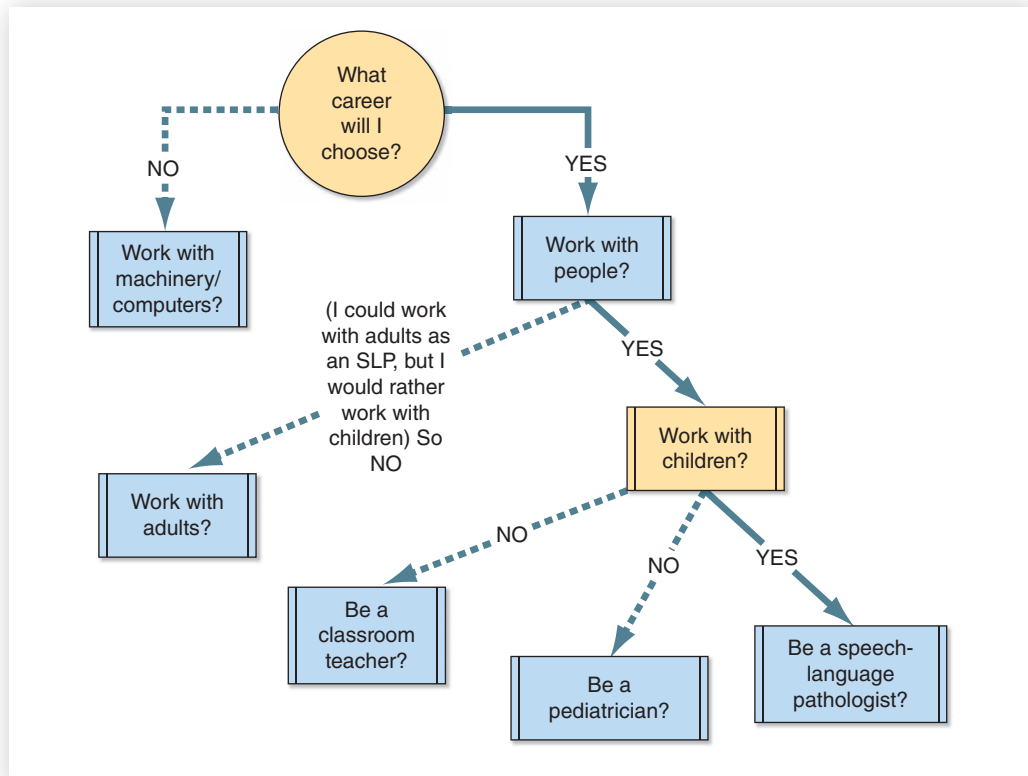 What
career
will I
choose?
NO
YES
Work with
machinery/
computers?
Work with
people?
(I could work
with adults as
an SLP, but I
would rather
work with
children) So
NO
YES
Work with
children?
Work with
adults?
NO
NO
YES
Be a
classroom
teacher?
Be a
pediatrician?
Be a speech-
language
pathologist?